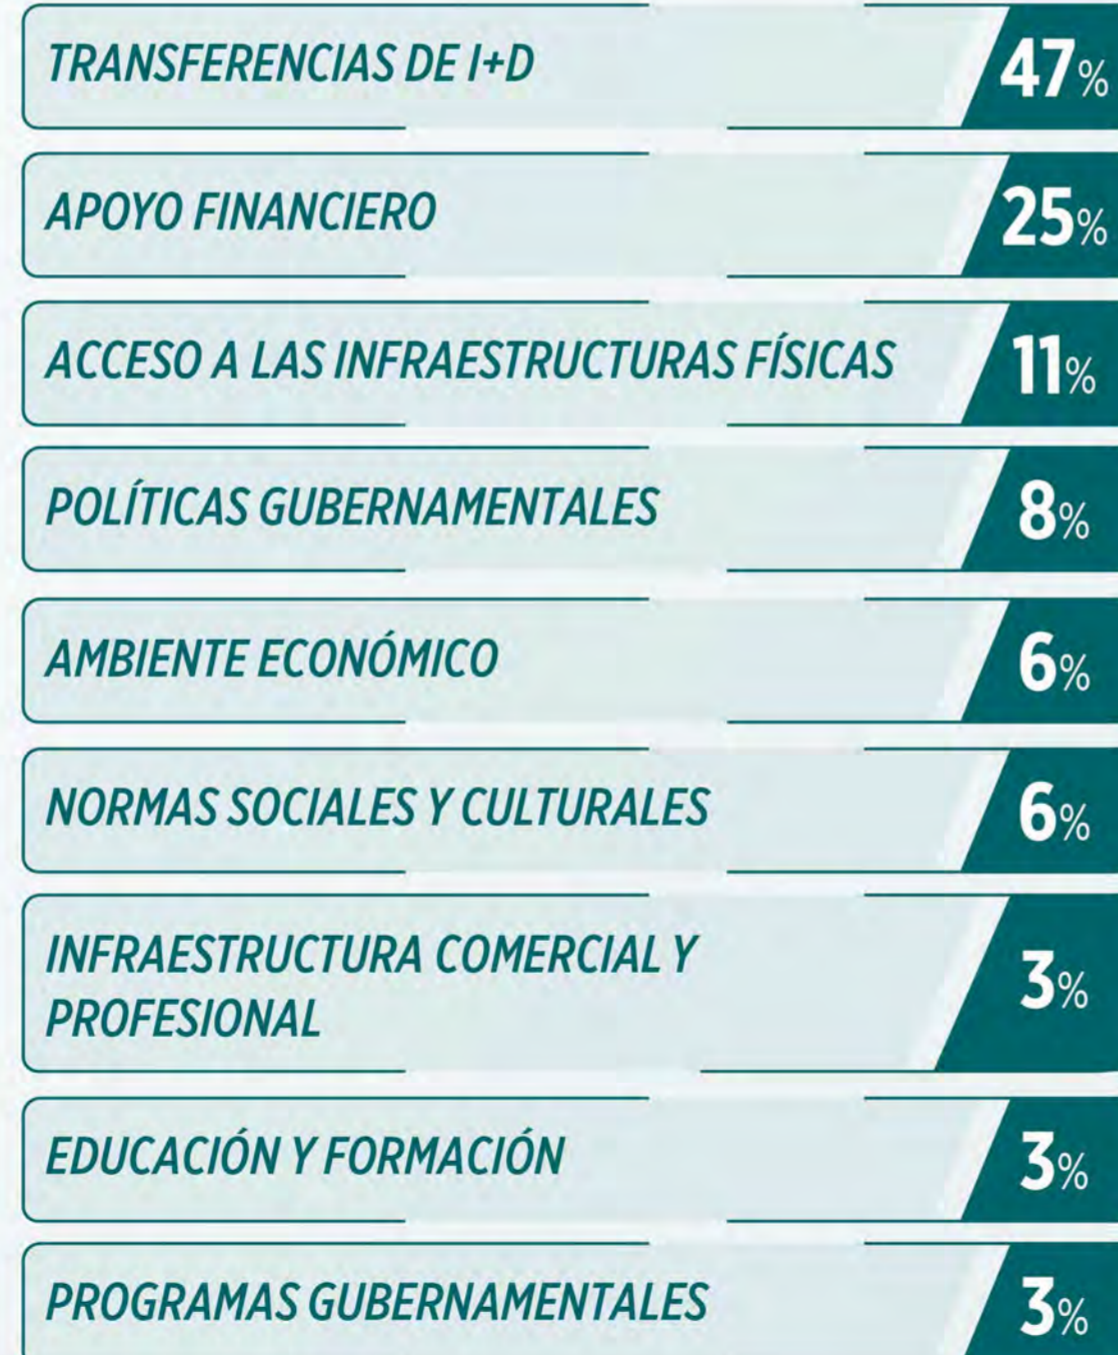 TRANSFERENCIAS DE I+D 47%
APOYO FINANCIERO 25%
ACCESO A LAS INFRAESTRUCTURAS FÍSICAS 11%
POLÍTICAS GUBERNAMENTALES 8%
AMBIENTE ECONÓMICO 6%
NORMAS SOCIALES Y CULTURALES 6%
INFRAESTRUCTURA COMERCIAL Y
PROFESIONAL 3%
EDUCACIÓN Y FORMACIÓN 3%
PROGRAMAS GUBERNAMENTALES 3%